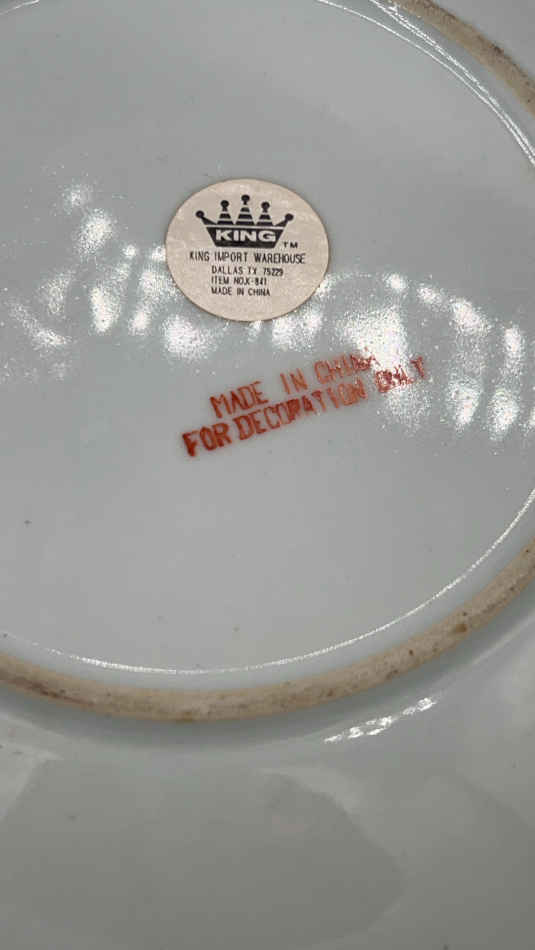 KING TM
KING IMPORT WAREHOUSE
DALLAS TX 75229
ITEM NO.X-841
MADE IN CHINA
MADE IN CHINA
FOR DECORATION ONLY